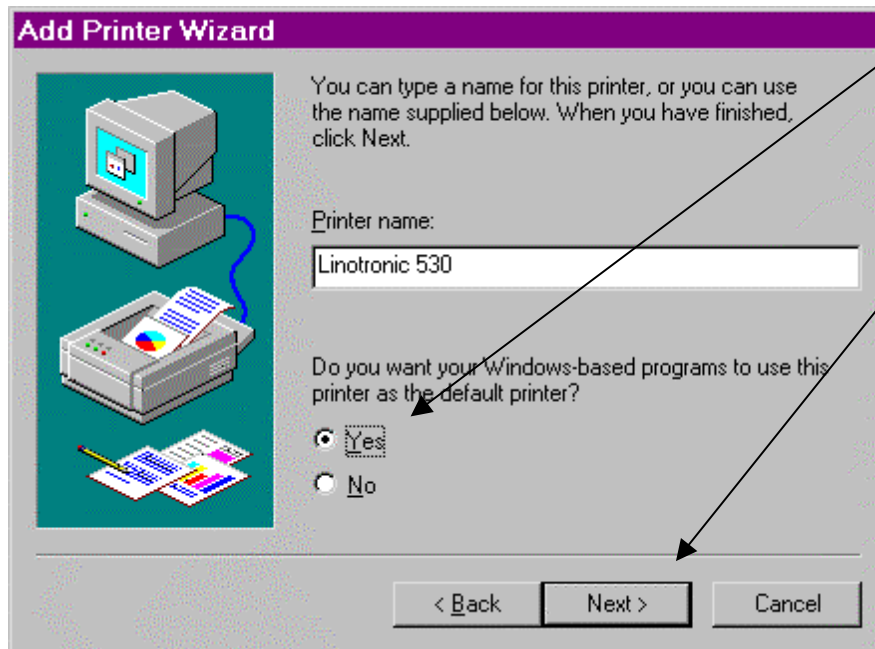 Add Printer Wizard
You can type a name for this printer, or you can use
the name supplied below. When you have finished,
click Next.
Printer name:
Linotronic 530
Do you want your Windows-based programs to use this
printer as the default printer?
Yes
No
< Back
Next >
Cancel